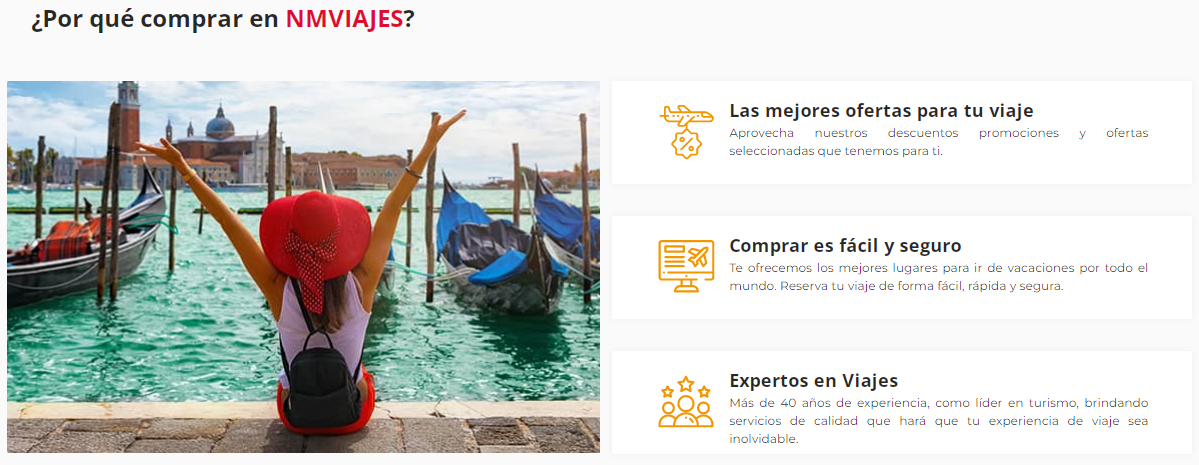 ¿Por qué comprar en NMVIAJES?
Las mejores ofertas para tu viaje
Aprovecha nuestros descuentos promociones y ofertas
seleccionadas que tenemos para ti.
Comprar es fácil y seguro
Te ofrecemos los mejores lugares para ir de vacaciones por todo el
mundo. Reserva tu viaje de forma fácil, rápida y segura.
Expertos en Viajes
Más de 40 años de experiencia, como líder en turismo, brindando
servicios de calidad que hará que tu experiencia de viaje sea
inolvidable.